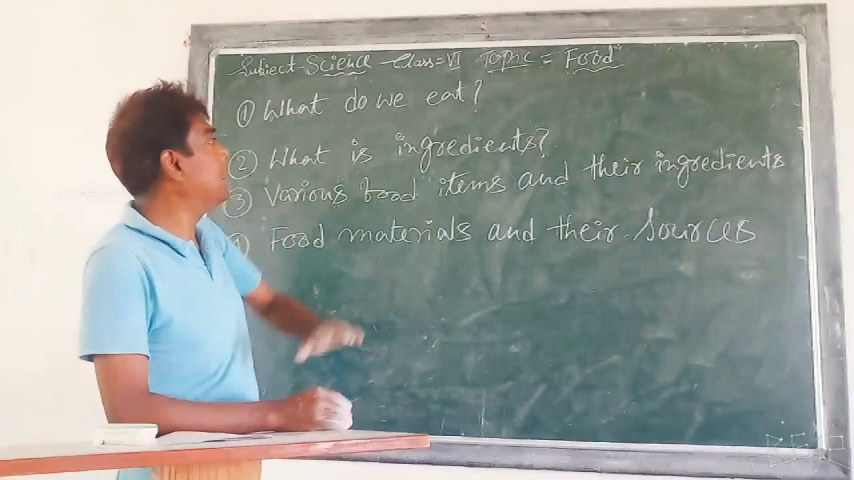 Subject-Science Class=VI Topic = Food
① What do we eat?
② What is ingredients?
③ Various food items and their ingredients
Food materials and their sources